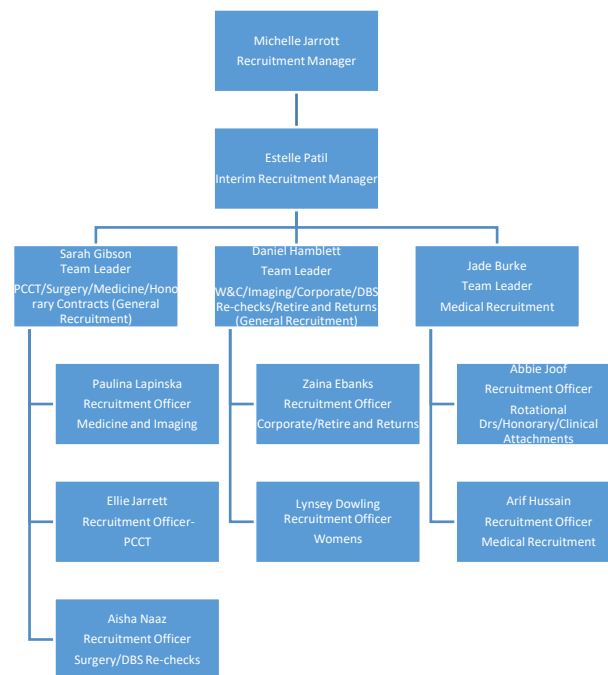 Michelle Jarrott
Recruitment Manager
Estelle Patil
Interim Recruitment Manager
Sarah Gibson
Team Leader
PCCT/Surgery/Medicine/Hono
rary Contracts (General
Recruitment)
Daniel Hamblett
Team Leader
W&C/Imaging/Corporate/DBS
Re-checks/Retire and Returns
(General Recruitment)
Jade Burke
Team Leader
Medical Recruitment
Paulina Lapinska
Recruitment Officer
Medicine and Imaging
Zaina Ebanks
Recruitment Officer
Corporate/Retire and Returns
Abbie Joof
Recruitment Officer
Rotational
Drs/Honorary/Clinical
Attachments
Ellie Jarrett
Recruitment Officer-
PCCT
Lynsey Dowling
Recruitment Officer
Womens
Arif Hussain
Recruitment Officer
Medical Recruitment
Aisha Naaz
Recruitment Officer
Surgery/DBS Re-checks